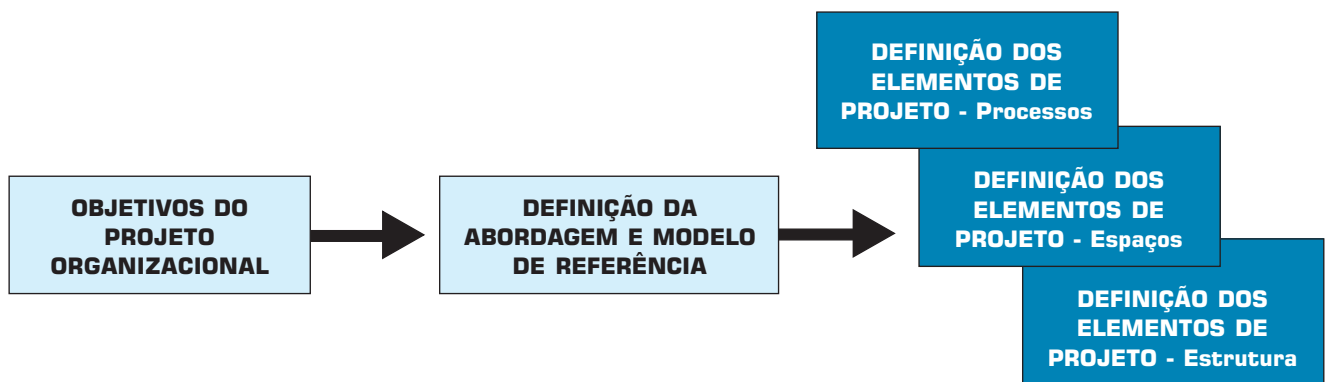 OBJETIVOS DO
PROJETO
ORGANIZACIONAL
DEFINIÇÃO DA
ABORDAGEM E MODELO
DE REFERÊNCIA
DEFINIÇÃO DOS
ELEMENTOS DE
PROJETO - Processos
DEFINIÇÃO DOS
ELEMENTOS DE
PROJETO - Espaços
DEFINIÇÃO DOS
ELEMENTOS DE
PROJETO - Estrutura